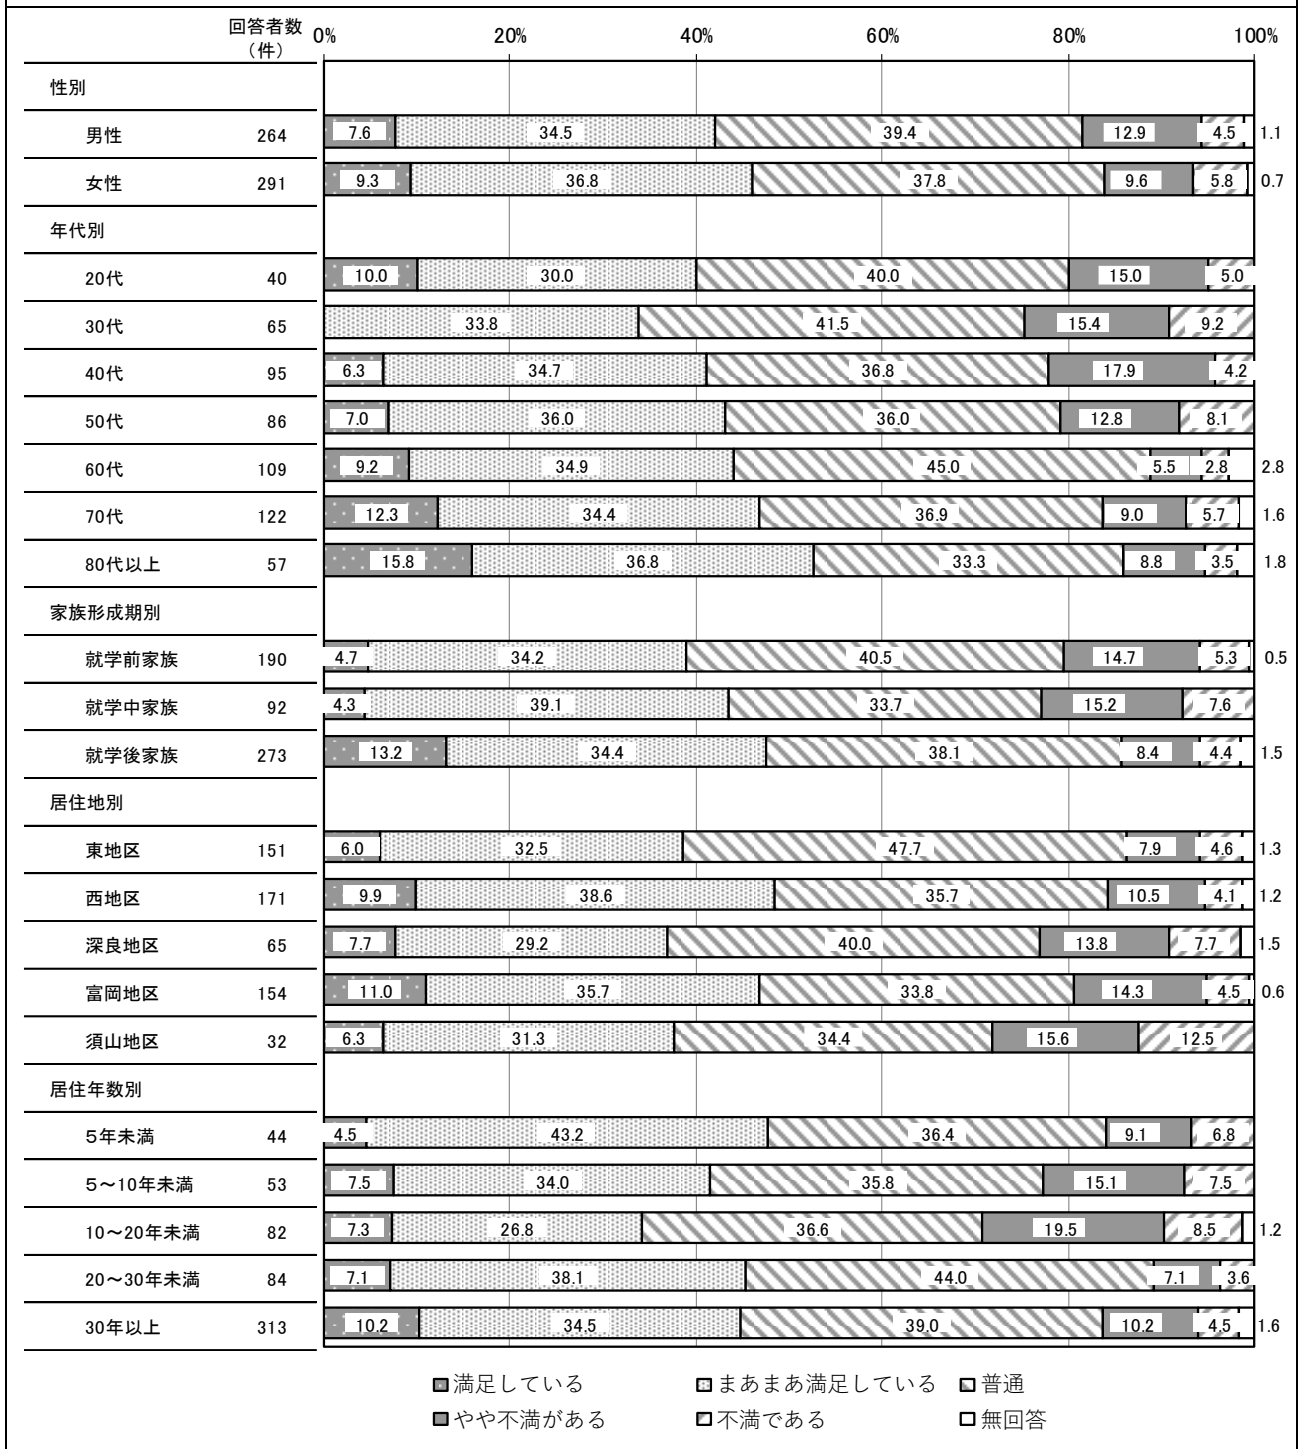 回答者数
（件）
0% 20% 40% 60% 80% 100%
性別
男性 264 7.6 34.5 39.4 12.9 4.5 1.1
女性 291 9.3 36.8 37.8 9.6 5.8 0.7
年代別
20代 40 10.0 30.0 40.0 15.0 5.0
30代 65 33.8 41.5 15.4 9.2
40代 95 6.3 34.7 36.8 17.9 4.2
50代 86 7.0 36.0 36.0 12.8 8.1
60代 109 9.2 34.9 45.0 5.5 2.8 2.8
70代 122 12.3 34.4 36.9 9.0 5.7 1.6
80代以上 57 15.8 36.8 33.3 8.8 3.5 1.8
家族形成期別
就学前家族 190 4.7 34.2 40.5 14.7 5.3 0.5
就学中家族 92 4.3 39.1 33.7 15.2 7.6
就学後家族 273 13.2 34.4 38.1 8.4 4.4 1.5
居住地別
東地区 151 6.0 32.5 47.7 7.9 4.6 1.3
西地区 171 9.9 38.6 35.7 10.5 4.1 1.2
深良地区 65 7.7 29.2 40.0 13.8 7.7 1.5
富岡地区 154 11.0 35.7 33.8 14.3 4.5 0.6
須山地区 32 6.3 31.3 34.4 15.6 12.5
居住年数別
５年未満 44 4.5 43.2 36.4 9.1 6.8
５～10年未満 53 7.5 34.0 35.8 15.1 7.5
10～20年未満 82 7.3 26.8 36.6 19.5 8.5 1.2
20～30年未満 84 7.1 38.1 44.0 7.1 3.6
30年以上 313 10.2 34.5 39.0 10.2 4.5 1.6
満足している まあまあ満足している 普通
やや不満がある 不満である 無回答